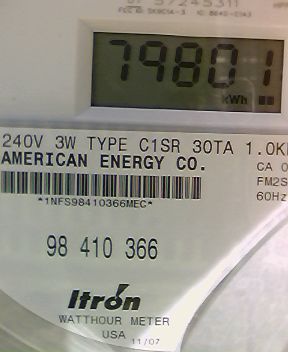 79801
kWh
240V 3W TYPE C1SR 30TA 1.0K
AMERICAN ENERGY CO.
CA 0
FM2S
60Hz
*1NFS98410366MEC*
98 410 366
Itron
WATTHOUR METER
USA 11/07